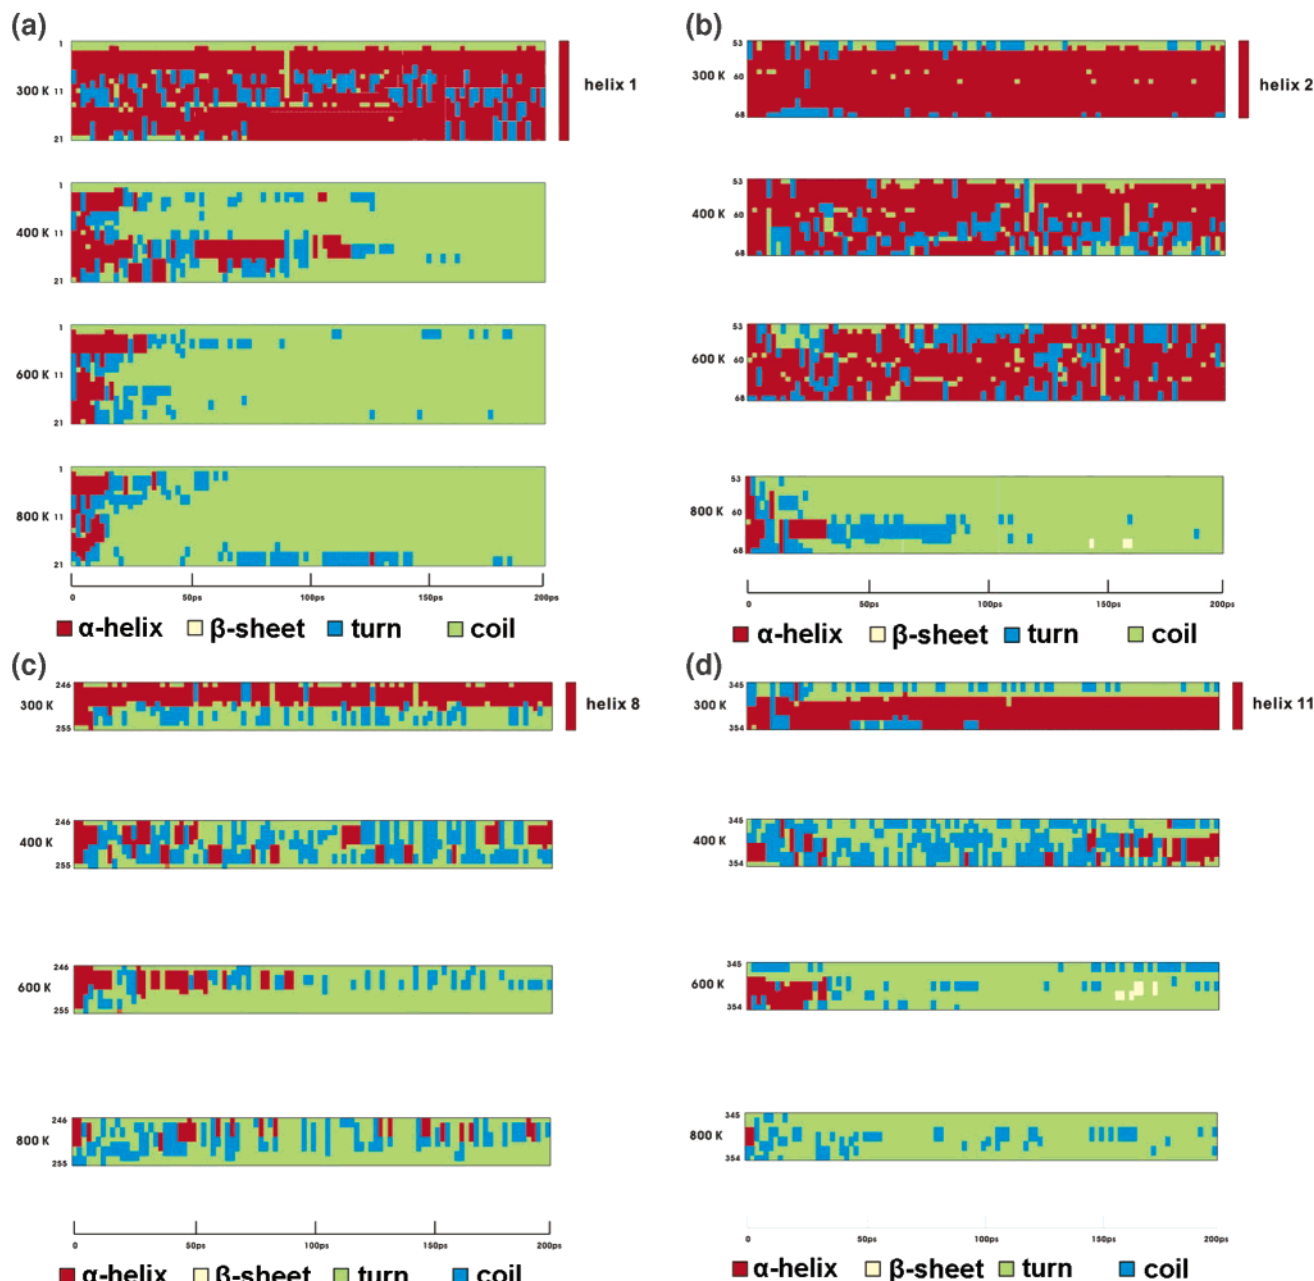 (a)
1
300 K 11
21
helix 1
1
400 K 11
21
1
600 K 11
21
1
800 K 11
21
0 50ps 100ps 150ps 200ps
α-helix β-sheet turn coil
(b)
53
300 K 60
68
helix 2
53
400 K 60
68
53
600 K 60
68
53
800 K 60
68
0 50ps 100ps 150ps 200ps
α-helix β-sheet turn coil
(c)
246
300 K
255
helix 8
246
400 K
255
246
600 K
255
246
800 K
255
0 50ps 100ps 150ps 200ps
α-helix β-sheet turn coil
(d)
345
300 K
354
helix 11
345
400 K
354
345
600 K
354
345
800 K
354
0 50ps 100ps 150ps 200ps
α-helix β-sheet turn coil